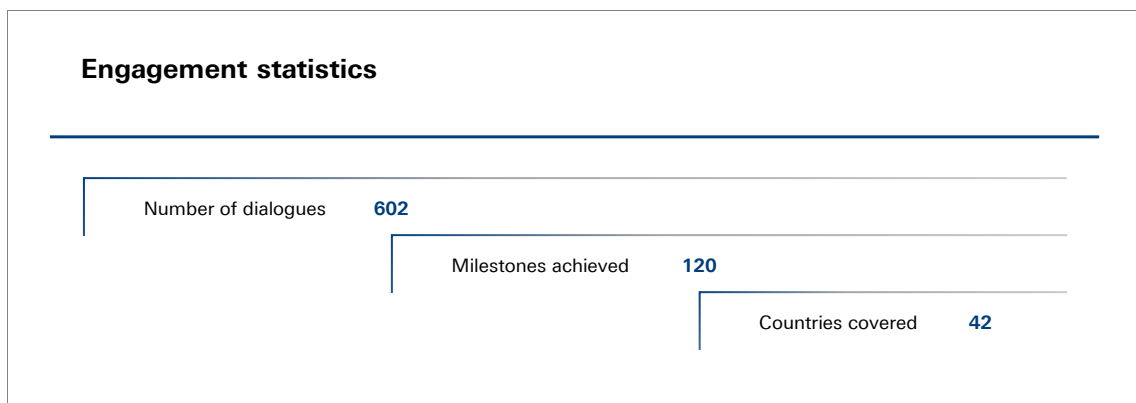 Engagement statistics
Number of dialogues 602
Milestones achieved 120
Countries covered 42